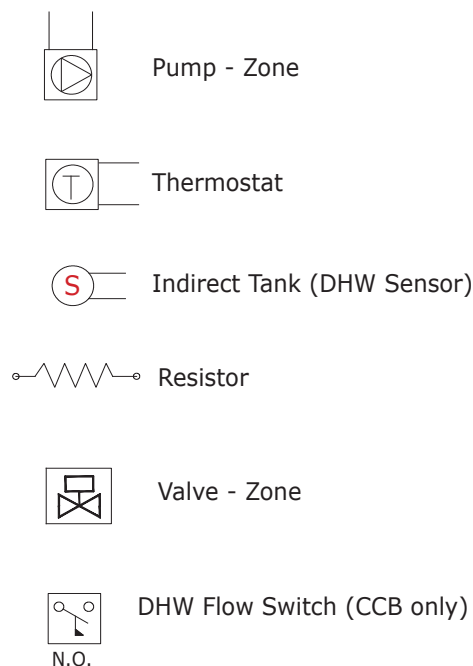 Pump - Zone
T
Thermostat
S
Indirect Tank (DHW Sensor)
Resistor
Valve - Zone
DHW Flow Switch (CCB only)
N.O.